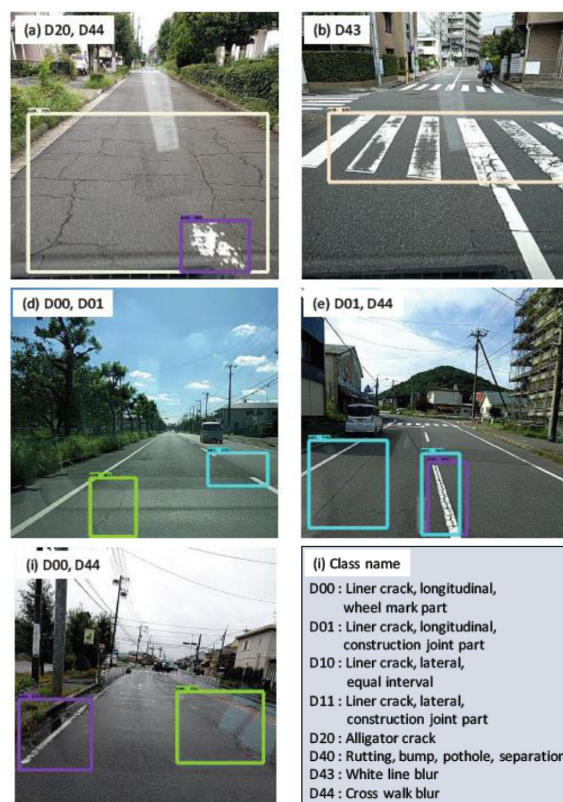 (a) D20, D44
(b) D43
(d) D00, D01
(e) D01, D44
(i) D00, D44
(i) Class name
D00 : Liner crack, longitudinal,
wheel mark part
D01 : Liner crack, longitudinal,
construction joint part
D10 : Liner crack, lateral,
equal interval
D11 : Liner crack, lateral,
construction joint part
D20 : Alligator crack
D40 : Rutting, bump, pothole, separation
D43 : White line blur
D44 : Cross walk blur